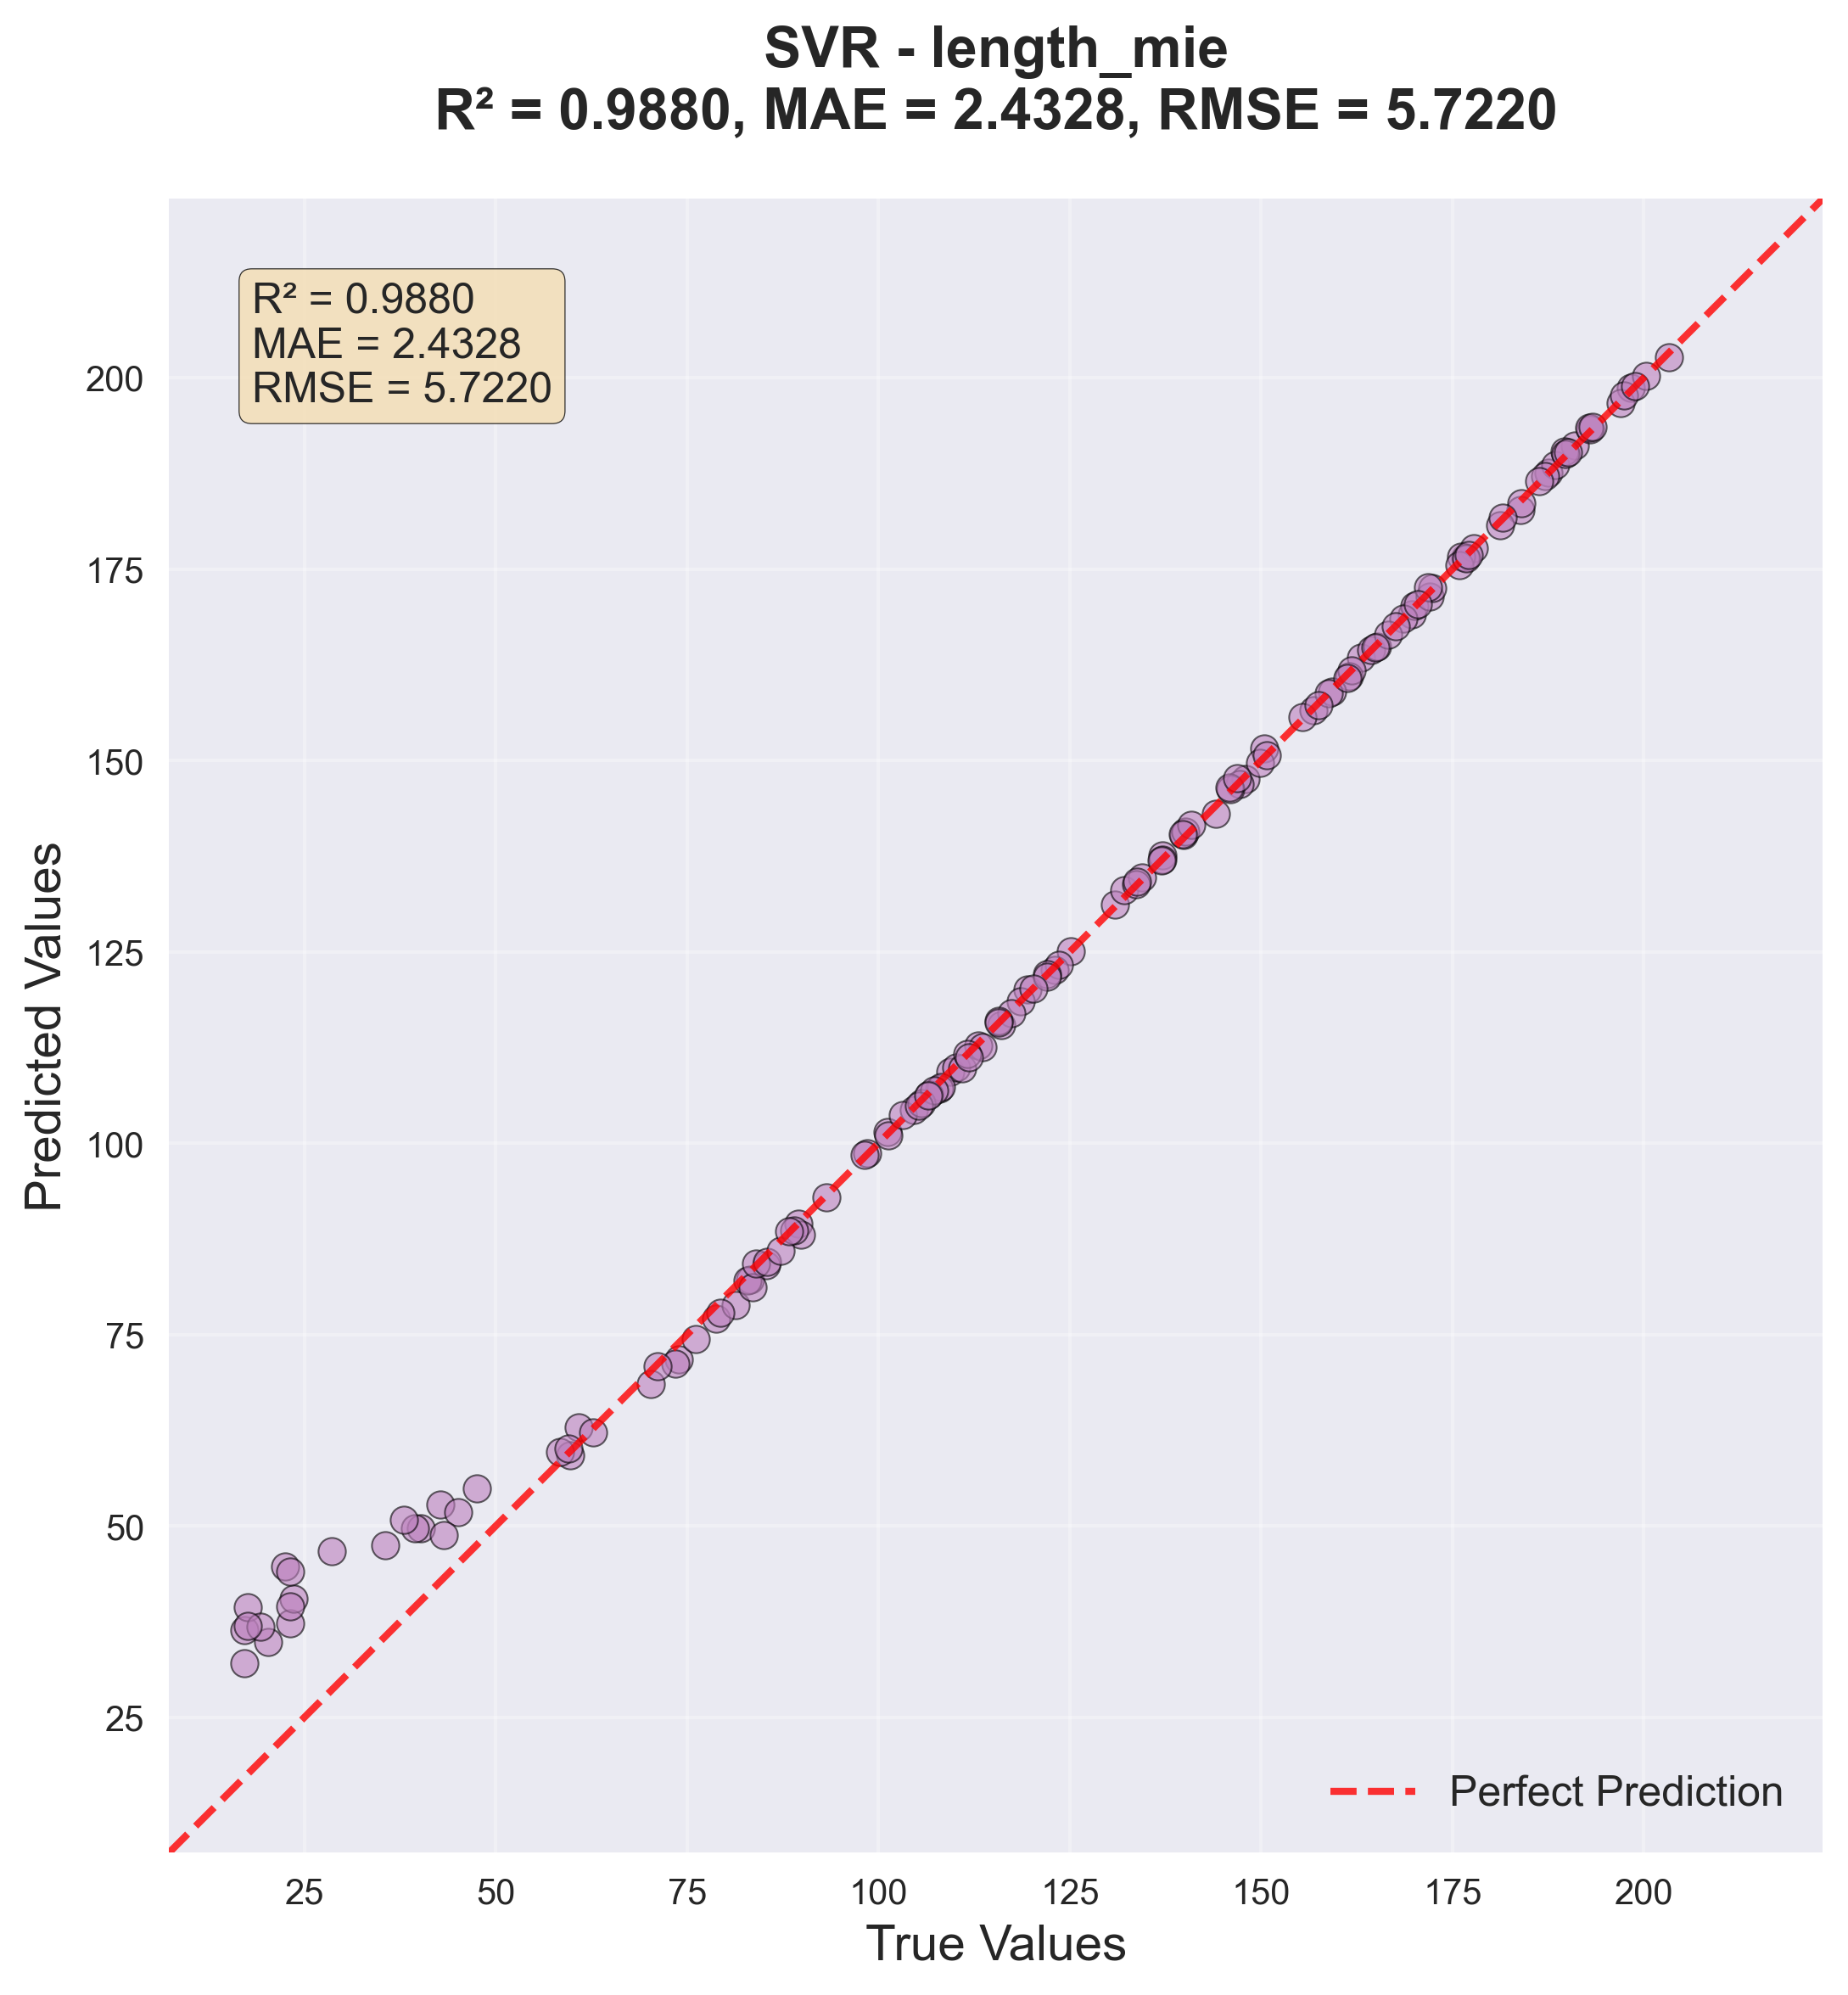 SVR - length_mie
R² = 0.9880, MAE = 2.4328, RMSE = 5.7220
R² = 0.9880
MAE = 2.4328
RMSE = 5.7220
Predicted Values
200
175
150
125
100
75
50
25
Perfect Prediction
25 50 75 100 125 150 175 200
True Values